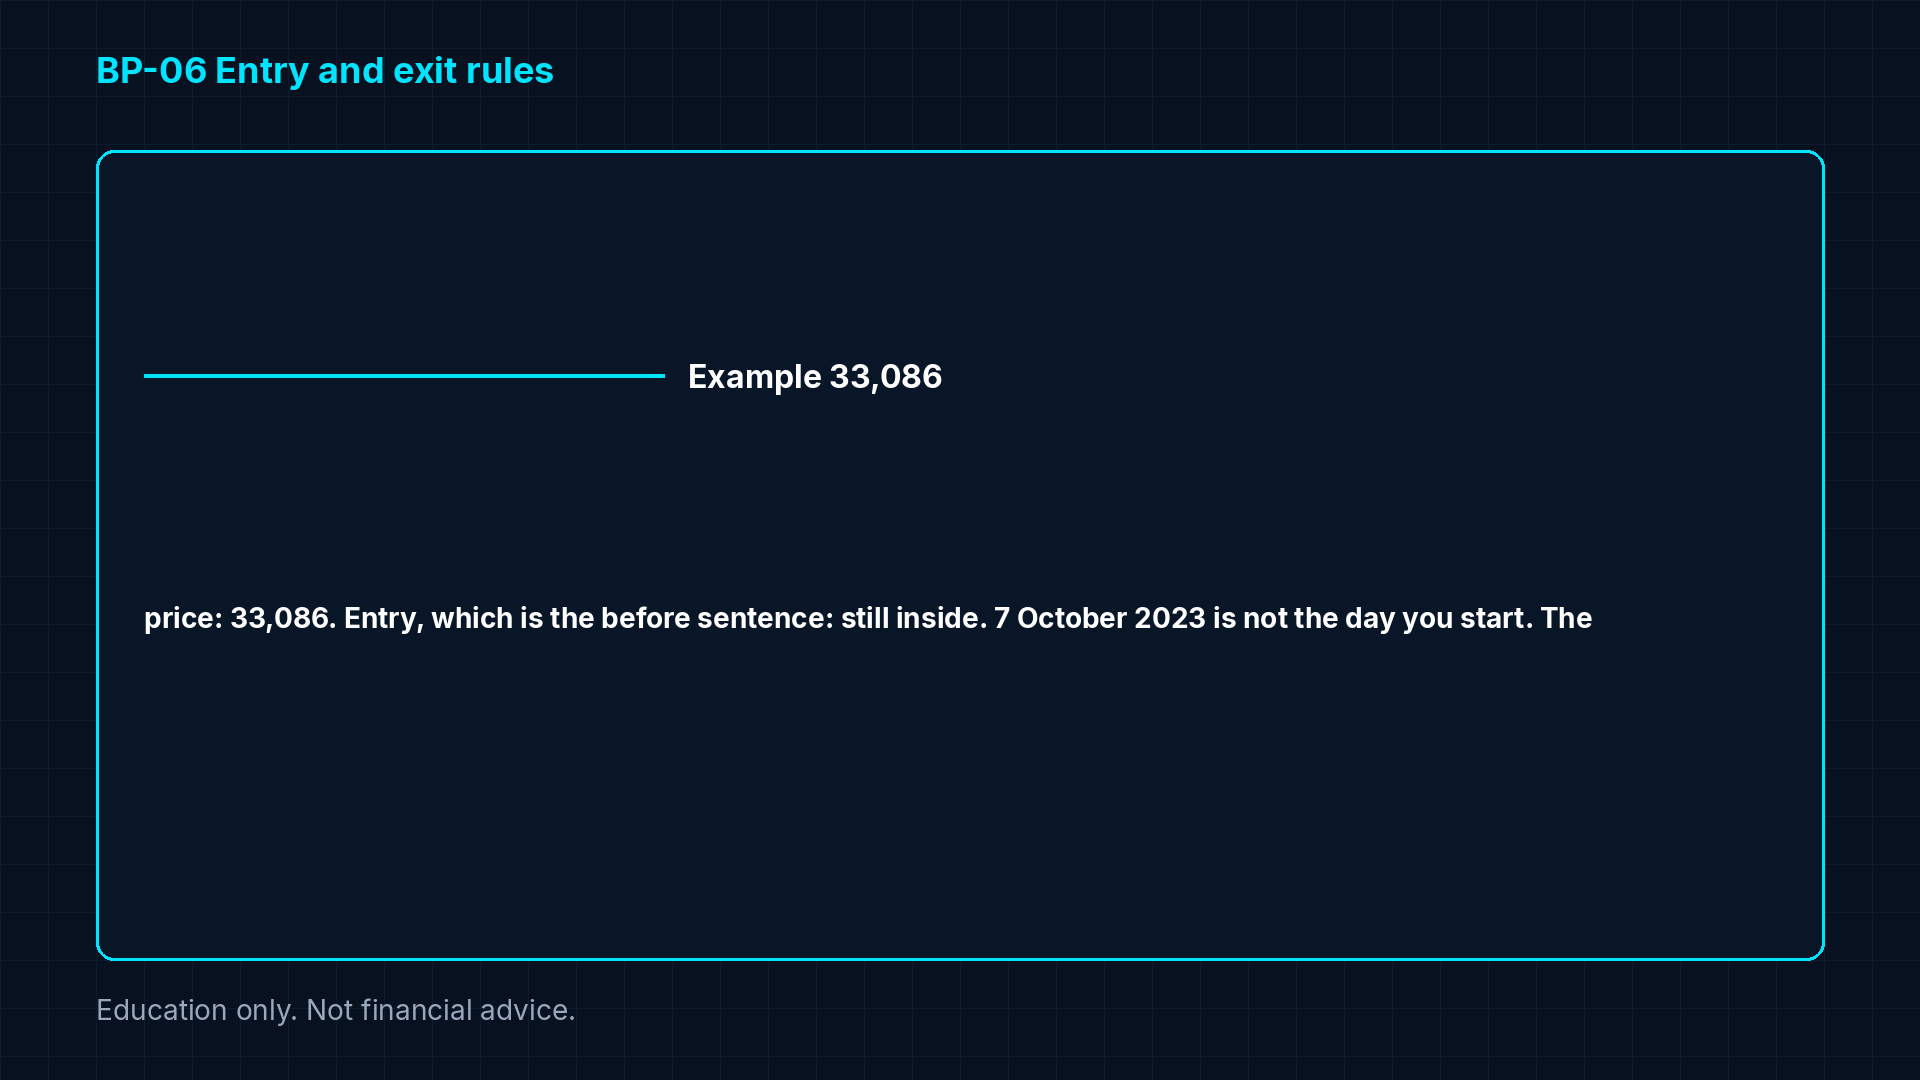 BP-06 Entry and exit rules
Example 33,086
price: 33,086. Entry, which is the before sentence: still inside. 7 October 2023 is not the day you start. The
Education only. Not financial advice.